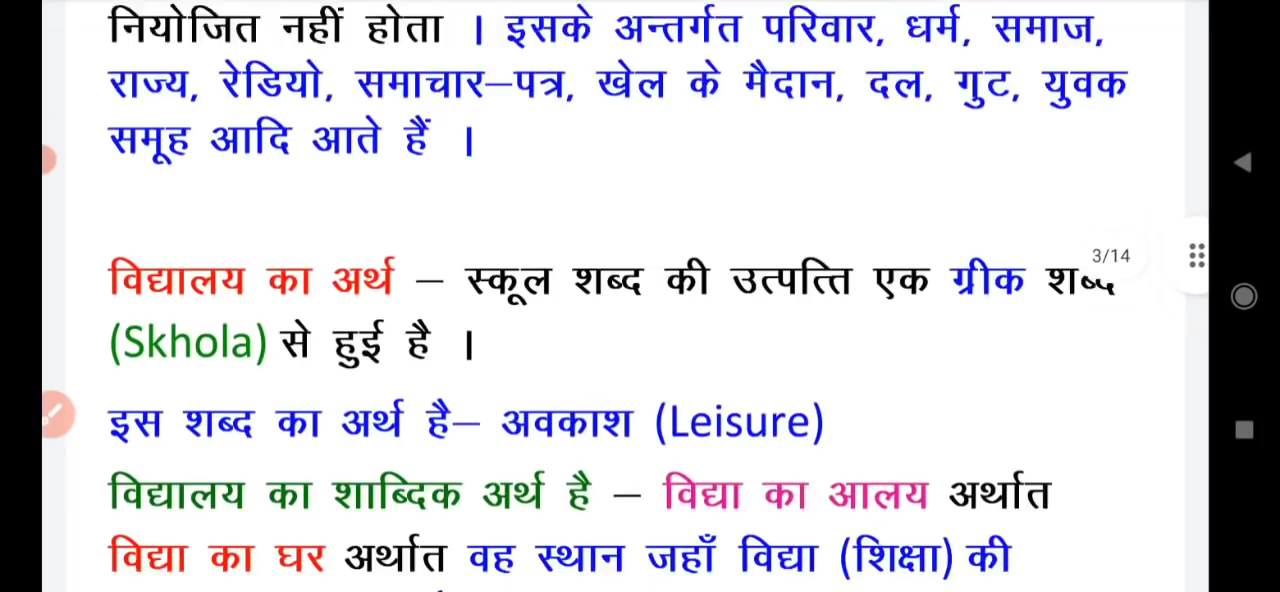 नियोजित नहीं होता । इसके अन्तर्गत परिवार, धर्म, समाज,
राज्य, रेडियो, समाचार–पत्र, खेल के मैदान, दल, गुट, युवक
समूह आदि आते हैं ।
3/14
विद्यालय का अर्थ – स्कूल शब्द की उत्पत्ति एक ग्रीक शब्द
(Skhola) से हुई है ।
इस शब्द का अर्थ है– अवकाश (Leisure)
विद्यालय का शाब्दिक अर्थ है – विद्या का आलय अर्थात
विद्या का घर अर्थात वह स्थान जहाँ विद्या (शिक्षा) की